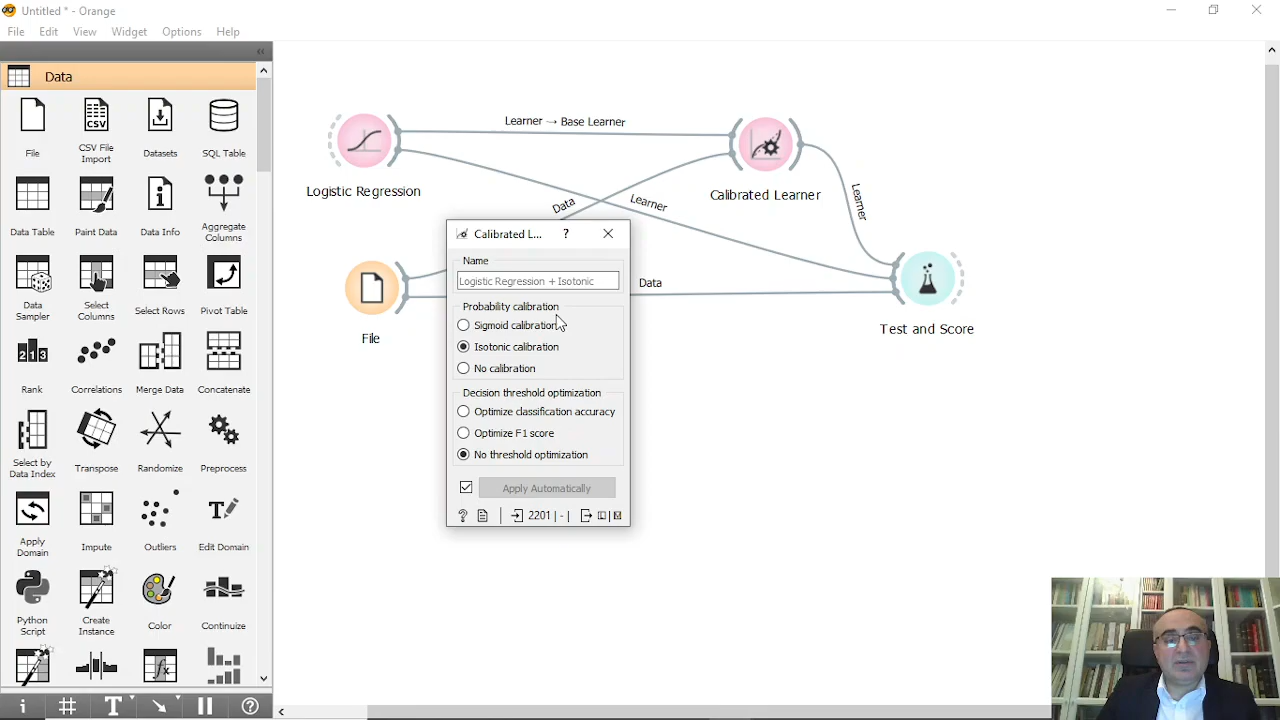 Untitled * - Orange
File Edit View Widget Options Help
Data
File
CSV File
Import
Datasets
SQL Table
Data Table
Paint Data
Data Info
Aggregate
Columns
Data
Sampler
Select
Columns
Select Rows
Pivot Table
Rank
Correlations
Merge Data
Concatenate
Select by
Data Index
Transpose
Randomize
Preprocess
Apply
Domain
Impute
Outliers
Edit Domain
Python
Script
Create
Instance
Color
Continuize
Logistic Regression
Learner → Base Learner
Calibrated Learner
Data
Learner
Learner
File
Data
Test and Score
Calibrated L...
Name
Logistic Regression + Isotonic
Probability calibration
Sigmoid calibration
Isotonic calibration
No calibration
Decision threshold optimization
Optimize classification accuracy
Optimize F1 score
No threshold optimization
Apply Automatically
2201 | - |